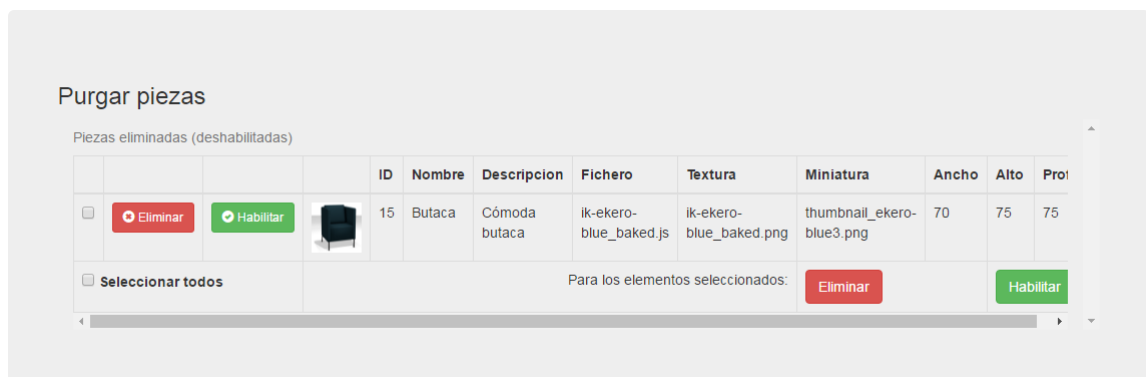 Purgar piezas
Piezas eliminadas (deshabilitadas)
ID Nombre Descripcion Fichero Textura Miniatura Ancho Alto Prof
Eliminar Habilitar 15 Butaca Cómoda ik-ekero- ik-ekero- thumbnail_ekero- 70 75 75
butaca blue_baked.js blue_baked.png blue3.png
Seleccionar todos Para los elementos seleccionados: Eliminar Habilitar